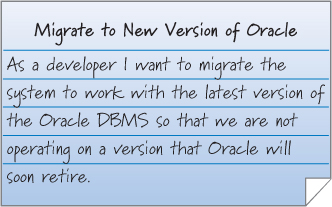 Migrate to New Version of Oracle
As a developer I want to migrate the
system to work with the latest version of
the Oracle DBMS so that we are not
operating on a version that Oracle will
soon retire.